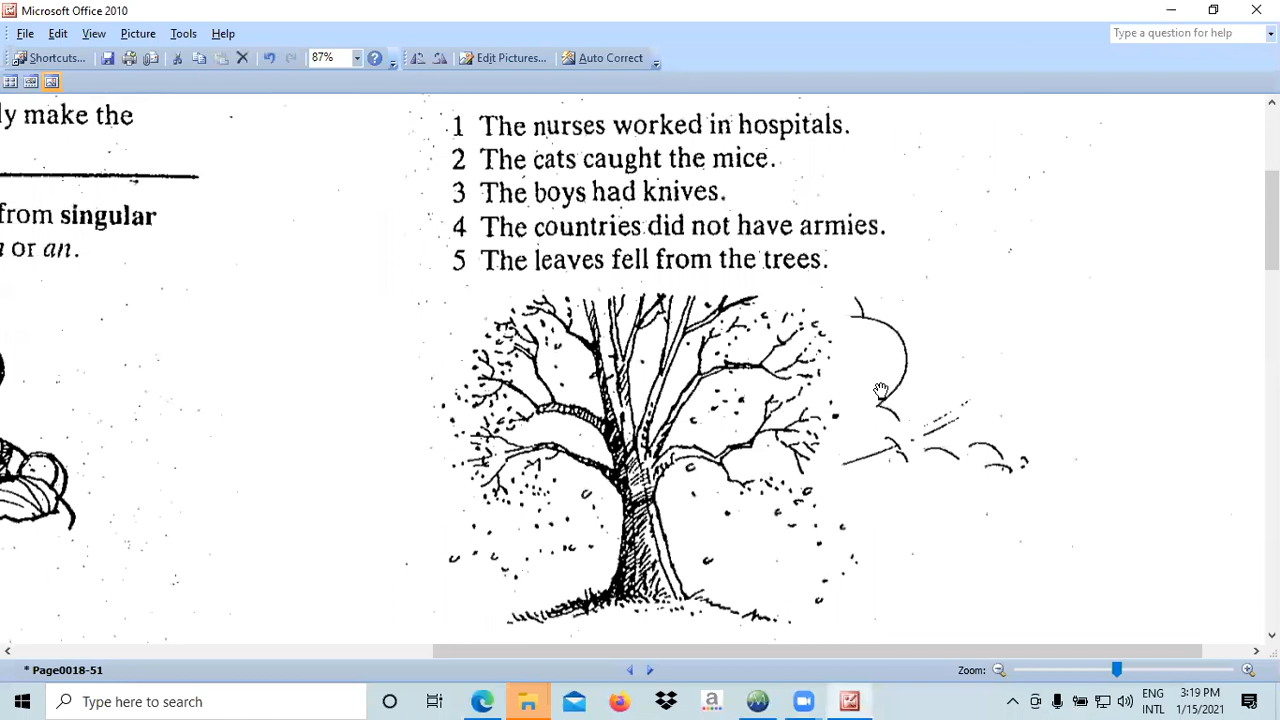 Microsoft Office 2010
File Edit View Picture Tools Help
Type a question for help
Shortcuts... 87% Edit Pictures... Auto Correct
ly make the
from singular
or an.
1 The nurses worked in hospitals.
2 The cats caught the mice.
3 The boys had knives.
4 The countries did not have armies.
5 The leaves fell from the trees.
* Page0018-51
Zoom:
Type here to search
ENG
INTL
3:19 PM
1/15/2021